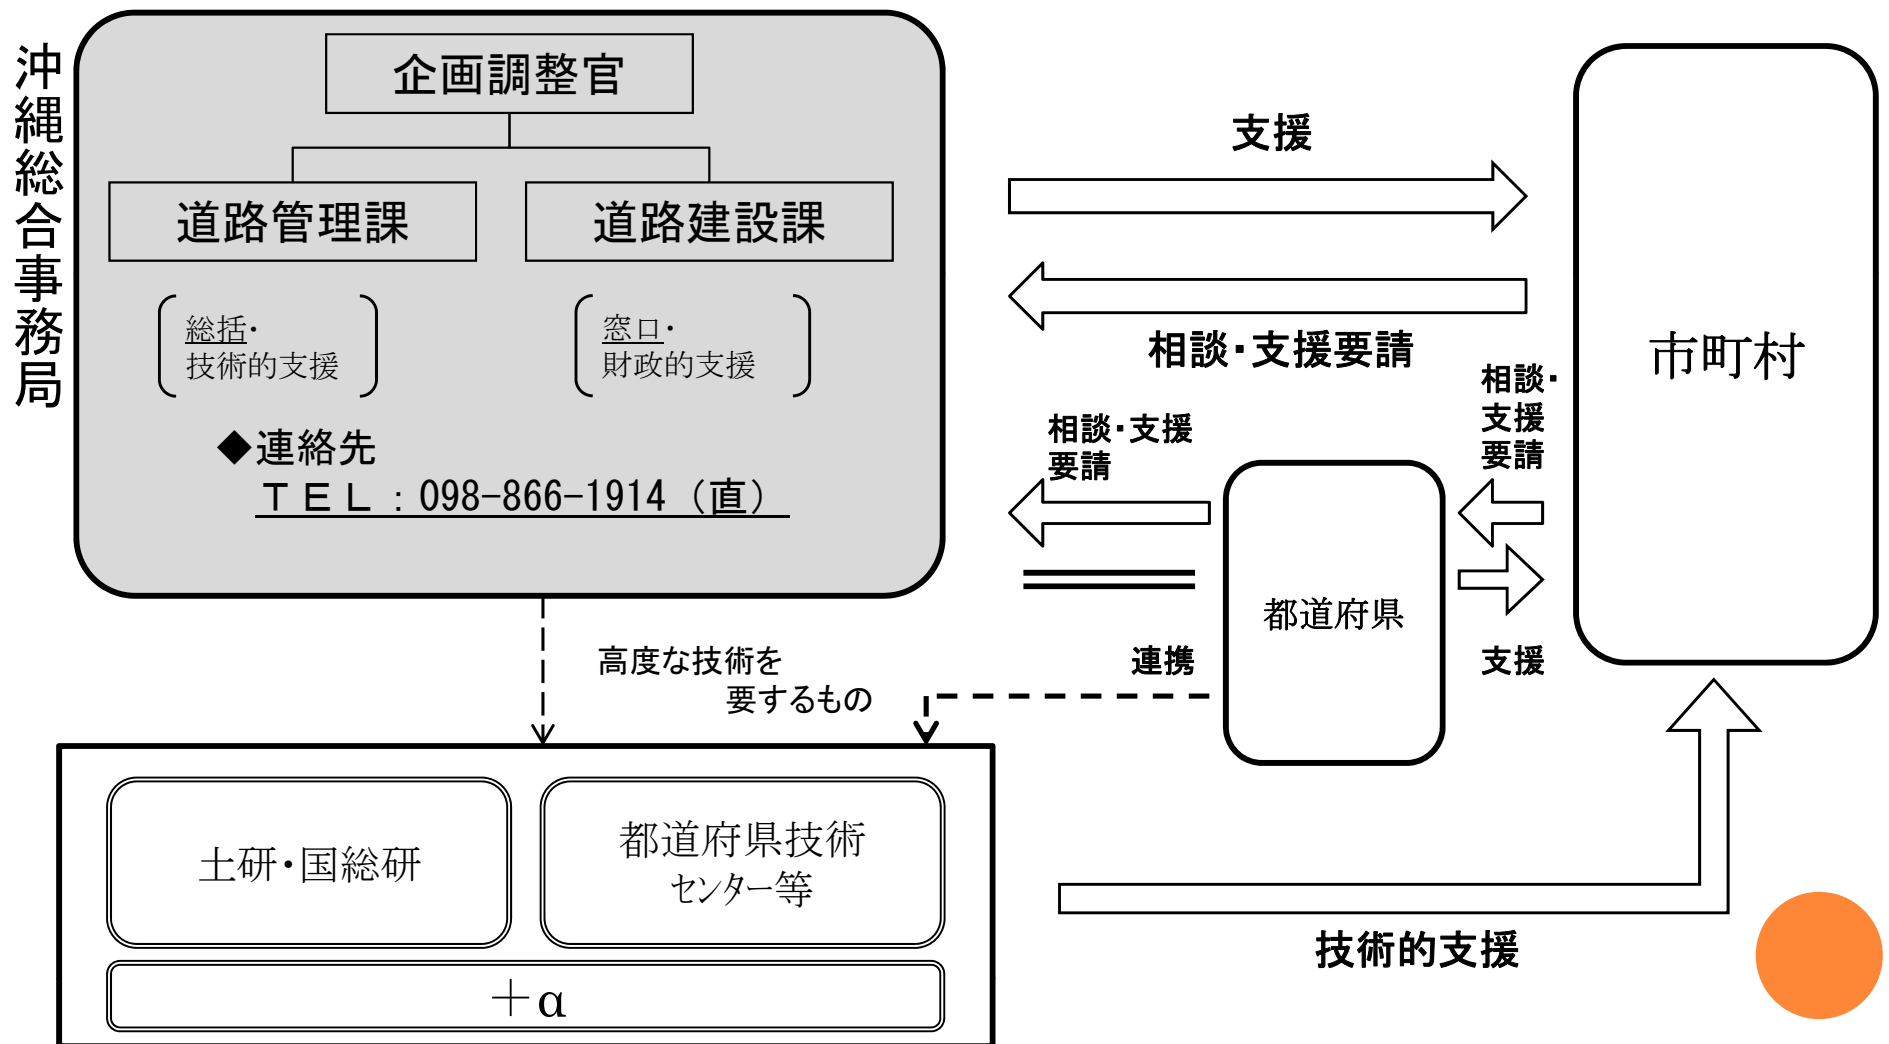 沖縄総合事務局
企画調整官
道路管理課
道路建設課
総括・
技術的支援
窓口・
財政的支援
◆連絡先
ＴＥＬ：098-866-1914（直）
支援
相談・支援要請
市町村
相談・支援
要請
相談・
支援
要請
都道府県
連携
支援
高度な技術を
要するもの
土研・国総研
都道府県技術
センター等
＋α
技術的支援